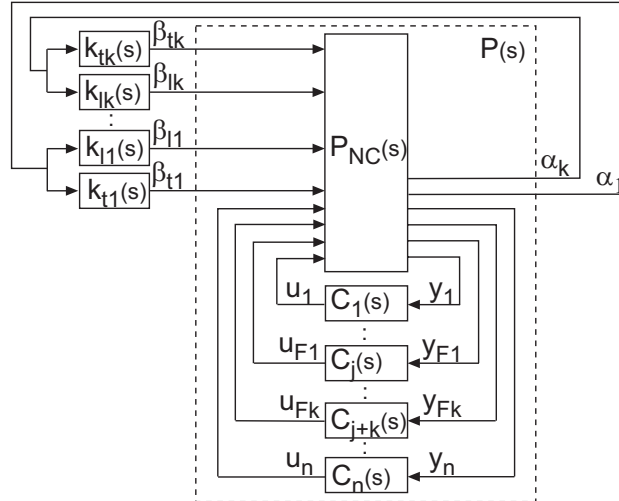 k_tk(s) β_tk P(s)
k_lk(s) β_lk
⋮
k_l1(s) β_l1 P_NC(s)
α_k α_1
k_t1(s) β_t1
u_1 C_1(s) y_1
⋮
u_F1 C_j(s) y_F1
⋮
u_Fk C_j+k(s) y_Fk
⋮
u_n C_n(s) y_n